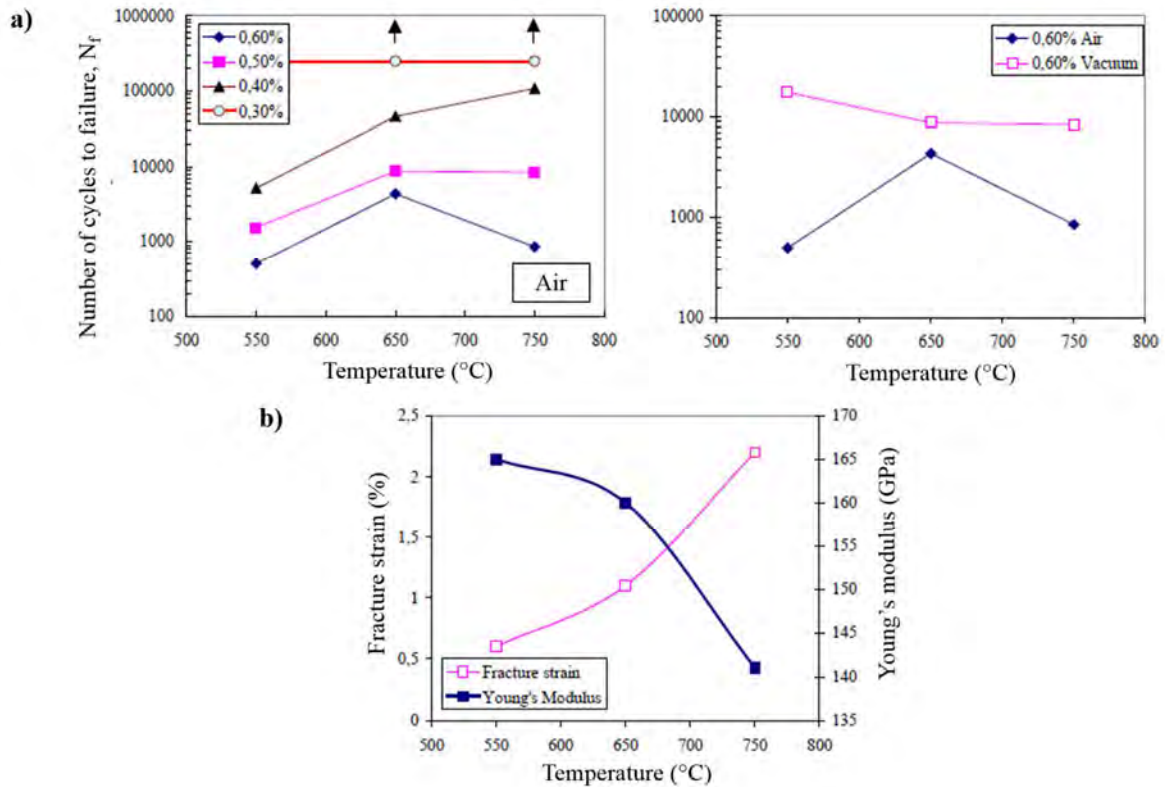 a)
Number of cycles to failure, N_f
1000000
100000
10000
1000
100
0,60%
0,50%
0,40%
0,30%
Air
500 550 600 650 700 750 800
Temperature (°C)
100000
10000
1000
100
0,60% Air
0,60% Vacuum
500 550 600 650 700 750 800
Temperature (°C)
b)
Fracture strain (%)
2,5
2
1,5
1
0,5
0
Fracture strain
Young's Modulus
170
165
160
155
150
145
140
135
Young's modulus (GPa)
500 550 600 650 700 750 800
Temperature (°C)